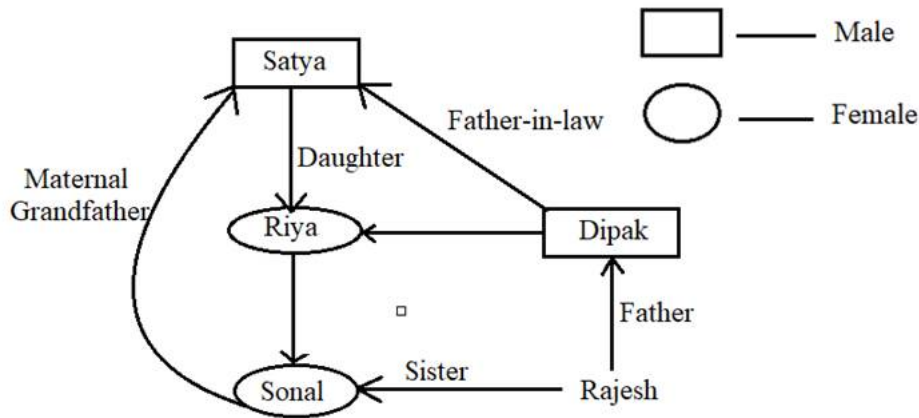 Male
Satya
Father-in-law
Female
Daughter
Maternal
Grandfather
Riya
Dipak
Father
Sister
Sonal
Rajesh